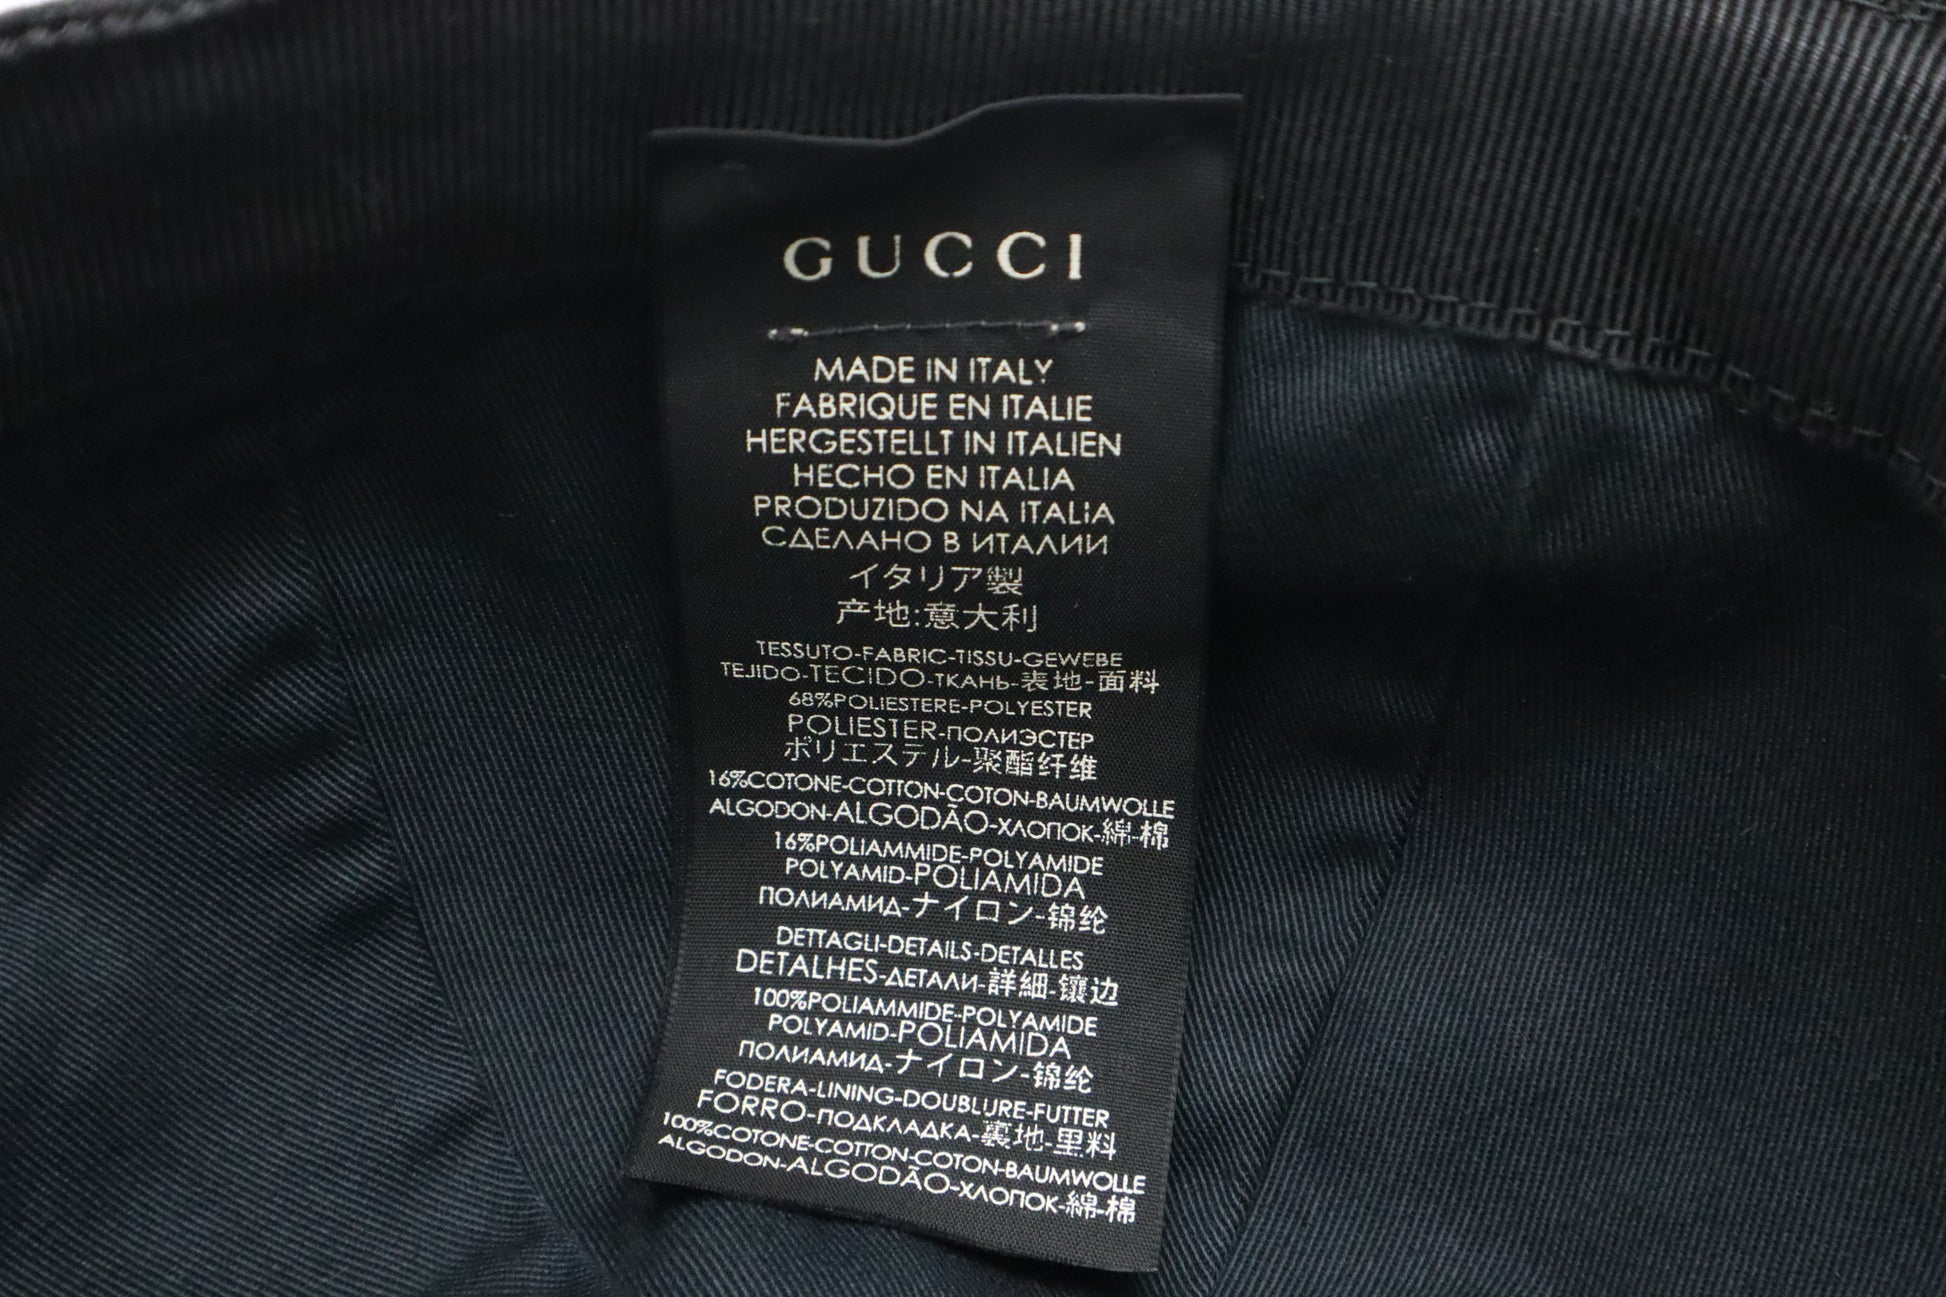 GUCCI
MADE IN ITALY
FABRIQUE EN ITALIE
HERGESTELLT IN ITALIEN
HECHO EN ITALIA
PRODUZIDO NA ITALIA
СДЕЛАНО В ИТАЛИИ
イタリア製
产地:意大利
TESSUTO-FABRIC-TISSU-GEWEBE
TEJIDO-TECIDO-ТКАНЬ-表地-面料
68%POLIESTERE-POLYESTER
POLIESTER-ПОЛИЭСТЕР
ポリエステル-聚酯纤维
16%COTONE-COTTON-COTON-BAUMWOLLE
ALGODON-ALGODÃO-ХЛОПОК-綿-棉
16%POLIAMMIDE-POLYAMIDE
POLYAMID-POLIAMIDA
ПОЛИАМИД-ナイロン-锦纶
DETTAGLI-DETAILS-DETALLES
DETALHES-ДЕТАЛИ-詳細-镶边
100%POLIAMMIDE-POLYAMIDE
POLYAMID-POLIAMIDA
ПОЛИАМИД-ナイロン-锦纶
FODERA-LINING-DOUBLURE-FUTTER
FORRO-ПОДКЛАДКА-裏地-里料
100%COTONE-COTTON-COTON-BAUMWOLLE
ALGODON-ALGODÃO-ХЛОПОК-綿-棉